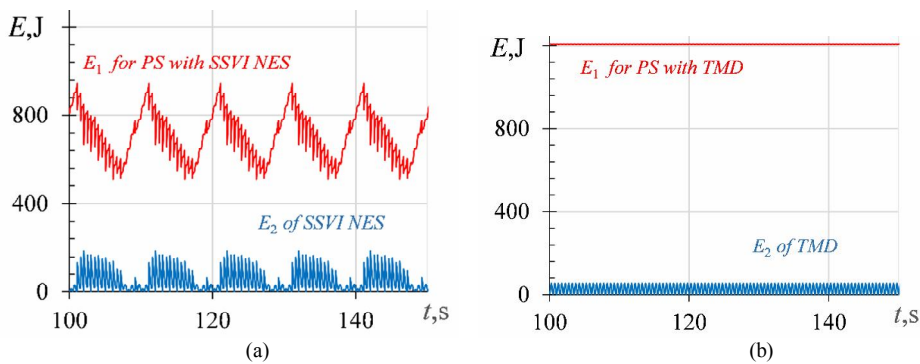 E,J
E1 for PS with SSVI NES
800
400
E2 of SSVI NES
0
100
120
140
t,s
(a)
E,J
E1 for PS with TMD
800
400
E2 of TMD
0
100
120
140
t,s
(b)